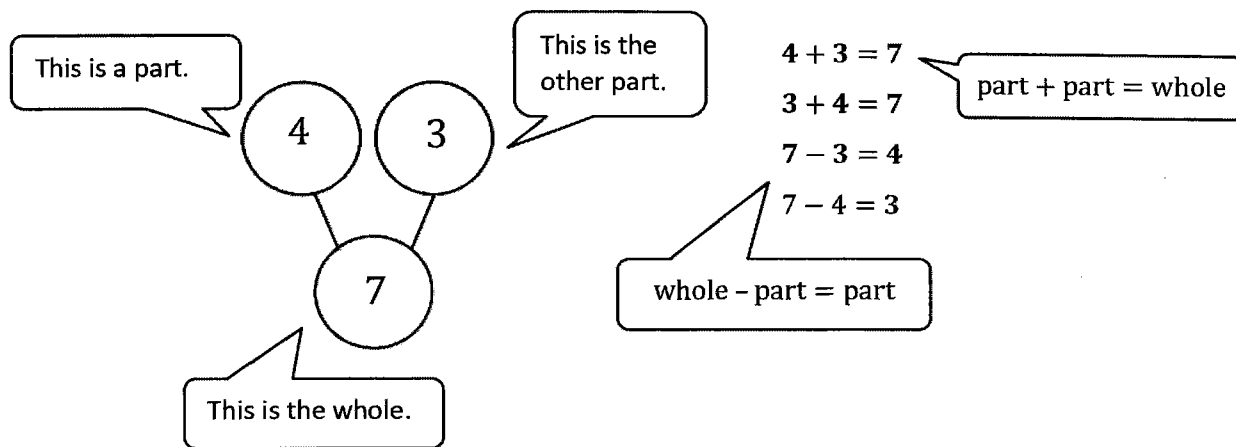 This is a part.
This is the
other part.
4
3
7
This is the whole.
4 + 3 = 7
part + part = whole
3 + 4 = 7
7 − 3 = 4
7 − 4 = 3
whole – part = part